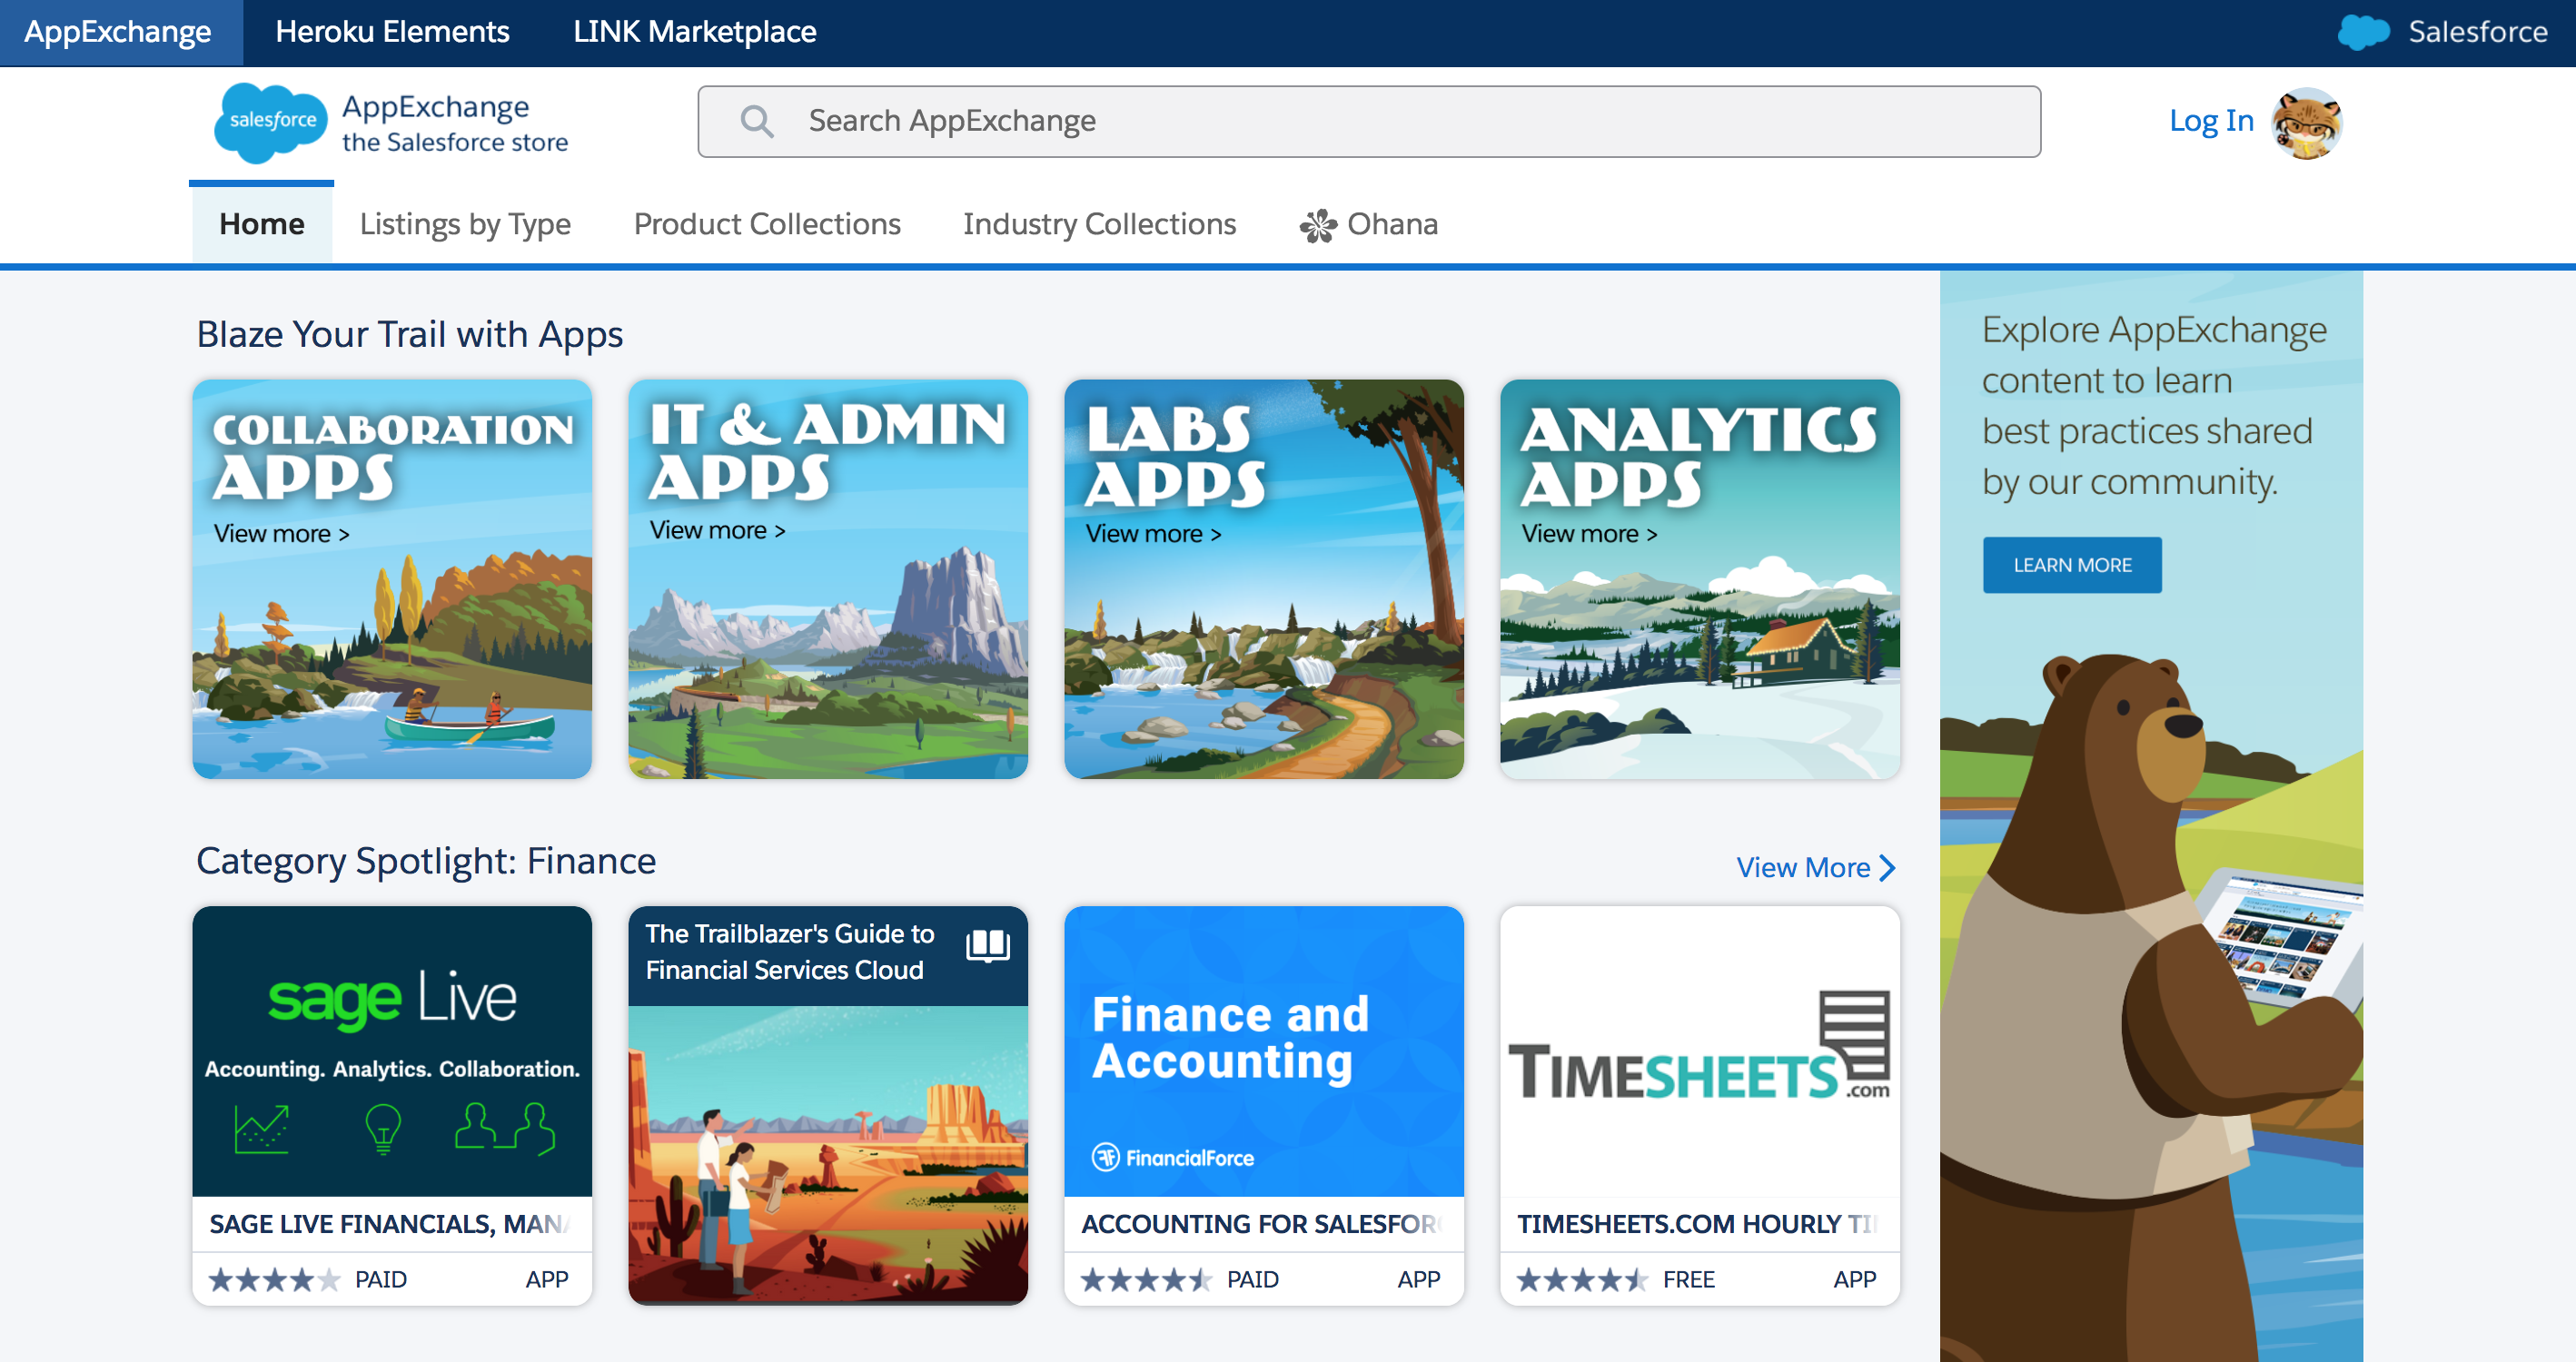 AppExchange
Heroku Elements
LINK Marketplace
Salesforce
salesforce
AppExchange
the Salesforce store
Search AppExchange
Log In
Home
Listings by Type
Product Collections
Industry Collections
Ohana
Blaze Your Trail with Apps
COLLABORATION
APPS
View more >
IT & ADMIN
APPS
View more >
LABS
APPS
View more >
ANALYTICS
APPS
View more >
Explore AppExchange
content to learn
best practices shared
by our community.
LEARN MORE
Category Spotlight: Finance
View More
sage Live
Accounting. Analytics. Collaboration.
SAGE LIVE FINANCIALS, MANA
PAID
APP
The Trailblazer's Guide to
Financial Services Cloud
Finance and
Accounting
FF FinancialForce
ACCOUNTING FOR SALESFORC
PAID
APP
TIMESHEETS
.com
TIMESHEETS.COM HOURLY TI
FREE
APP